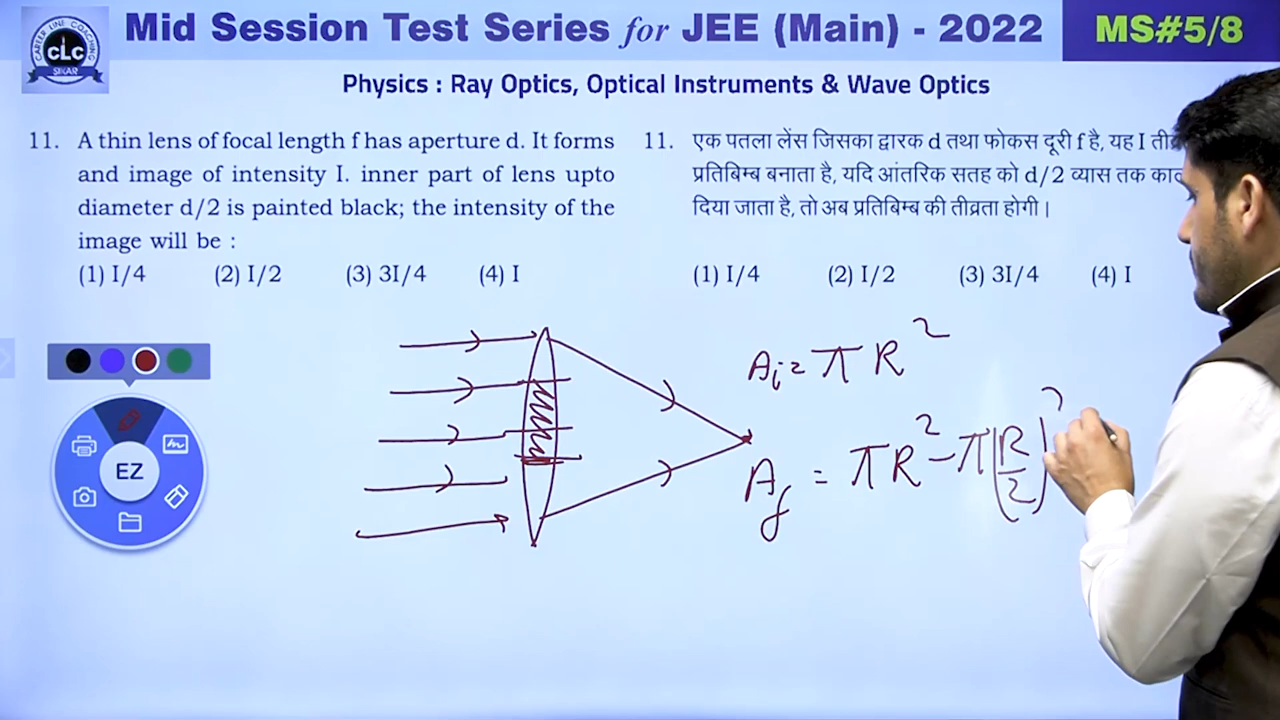 CAREER LINE COACHING
CLC
SIKAR
Mid Session Test Series for JEE (Main) - 2022
MS#5/8
Physics : Ray Optics, Optical Instruments & Wave Optics
11. A thin lens of focal length f has aperture d. It forms
and image of intensity I. inner part of lens upto
diameter d/2 is painted black; the intensity of the
image will be :
(1) I/4 (2) I/2 (3) 3I/4 (4) I
11. एक पतला लेंस जिसका द्वारक d तथा फोकस दूरी f है, यह I
प्रतिबिम्ब बनाता है, यदि आंतरिक सतह को d/2 व्यास तक
दिया जाता है, तो अब प्रतिबिम्ब की तीव्रता होगी।
(1) I/4 (2) I/2 (3) 3I/4 (4) I
EZ
Ai = πR²
Af = πR² - π(R/2)²